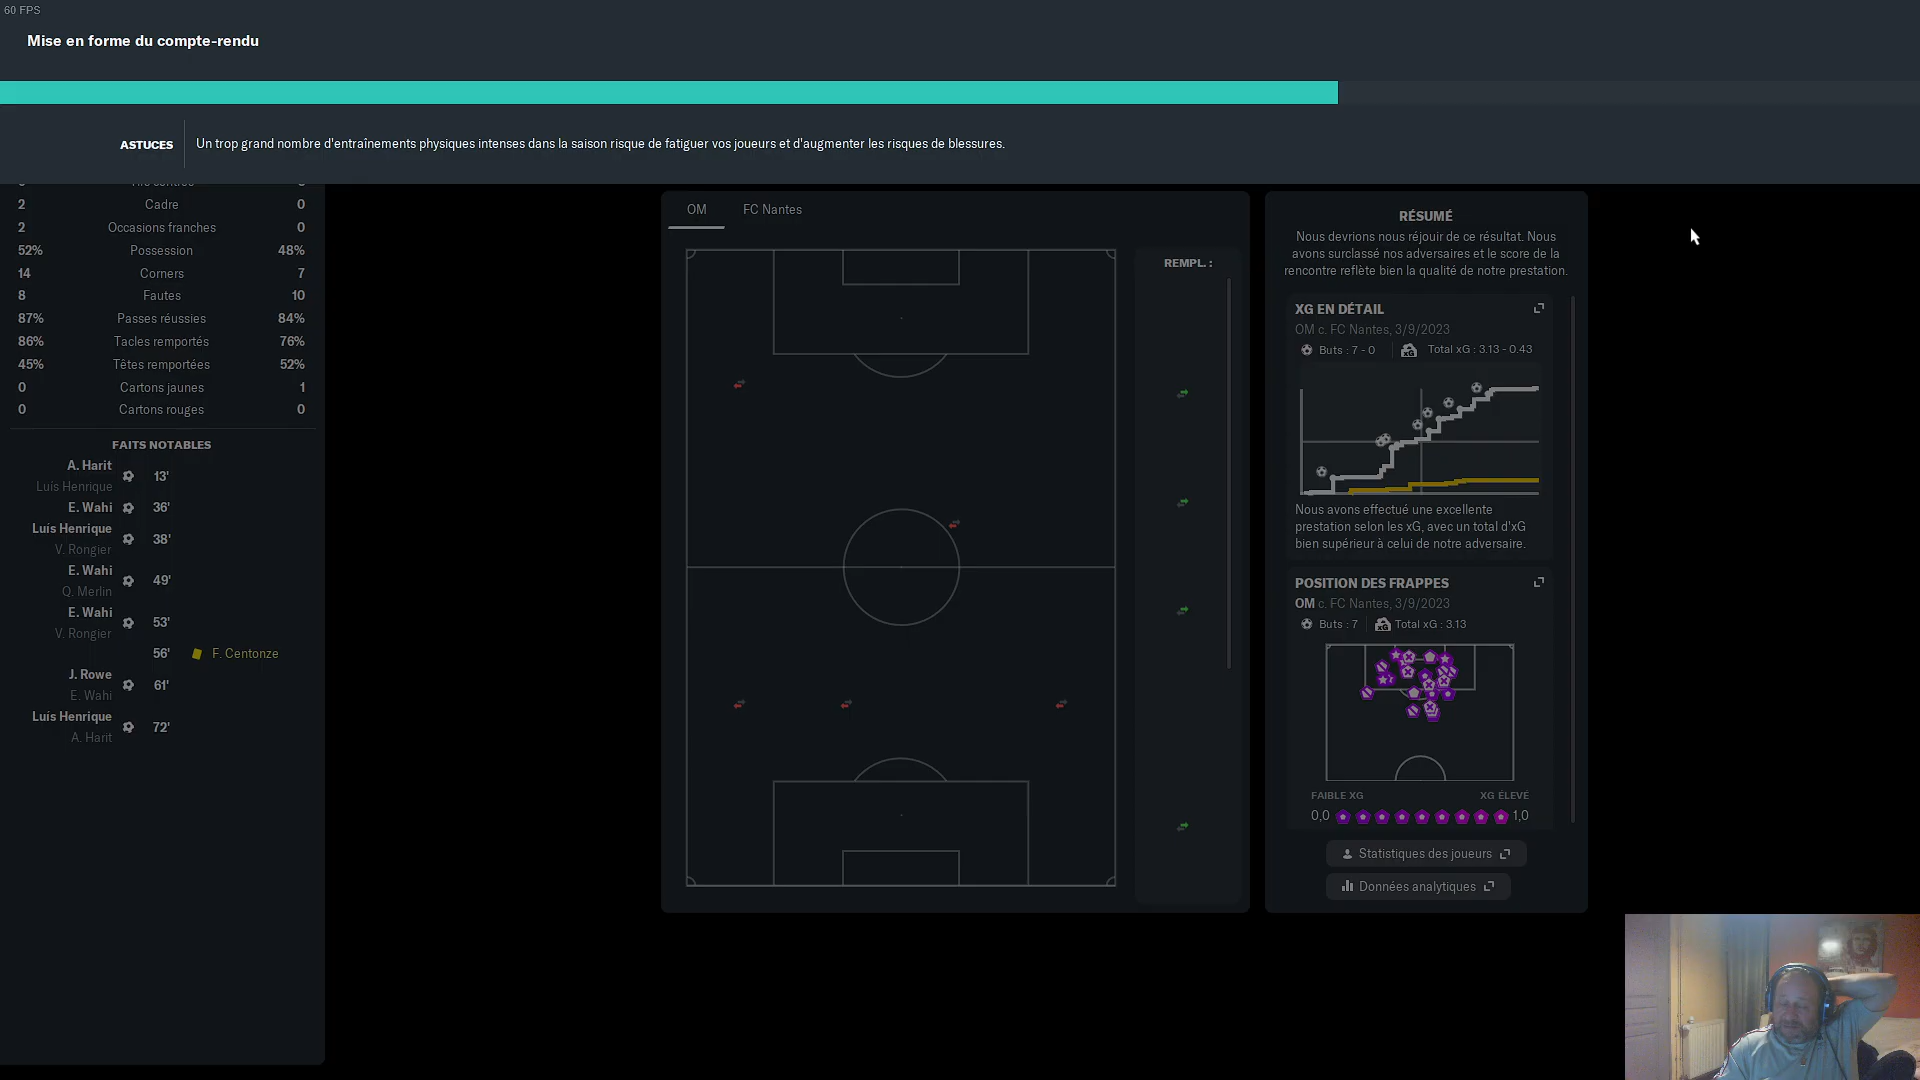 60 FPS
Mise en forme du compte-rendu
ASTUCES
Un trop grand nombre d'entraînements physiques intenses dans la saison risque de fatiguer vos joueurs et d'augmenter les risques de blessures.
2 Cadre 0
2 Occasions franches 0
52% Possession 48%
14 Corners 7
8 Fautes 10
87% Passes réussies 84%
86% Tacles remportés 76%
45% Têtes remportées 52%
0 Cartons jaunes 1
0 Cartons rouges 0
FAITS NOTABLES
A. Harit 13'
Luís Henrique
E. Wahi 36'
Luís Henrique 38'
V. Rongier
E. Wahi 49'
Q. Merlin
E. Wahi 53'
V. Rongier
56' F. Centonze
J. Rowe 61'
E. Wahi
Luís Henrique 72'
A. Harit
OM FC Nantes
REMPL. :
RÉSUMÉ
Nous devrions nous réjouir de ce résultat. Nous
avons surclassé nos adversaires et le score de la
rencontre reflète bien la qualité de notre prestation.
XG EN DÉTAIL
OM c. FC Nantes, 3/9/2023
Buts : 7 - 0 Total xG : 3.13 - 0.43
Nous avons effectué une excellente
prestation selon les xG, avec un total d'xG
bien supérieur à celui de notre adversaire.
POSITION DES FRAPPES
OM c. FC Nantes, 3/9/2023
Buts : 7 Total xG : 3.13
FAIBLE XG XG ÉLEVÉ
0,0 1,0
Statistiques des joueurs
Données analytiques